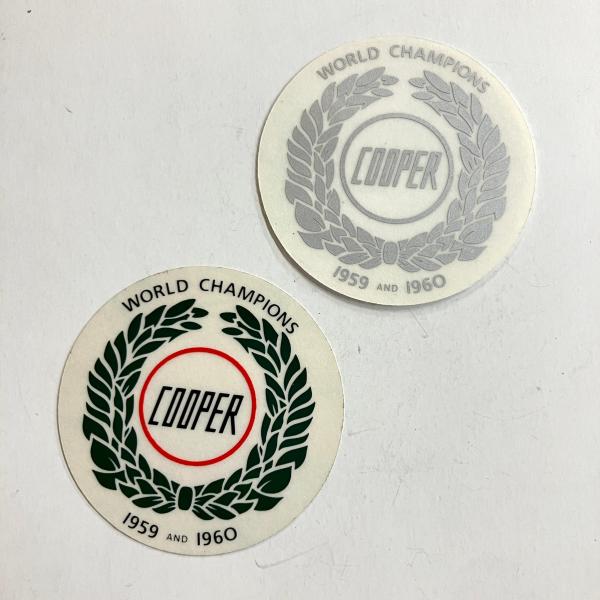 WORLD CHAMPIONS
COOPER
1959 AND 1960
WORLD CHAMPIONS
COOPER
1959 AND 1960